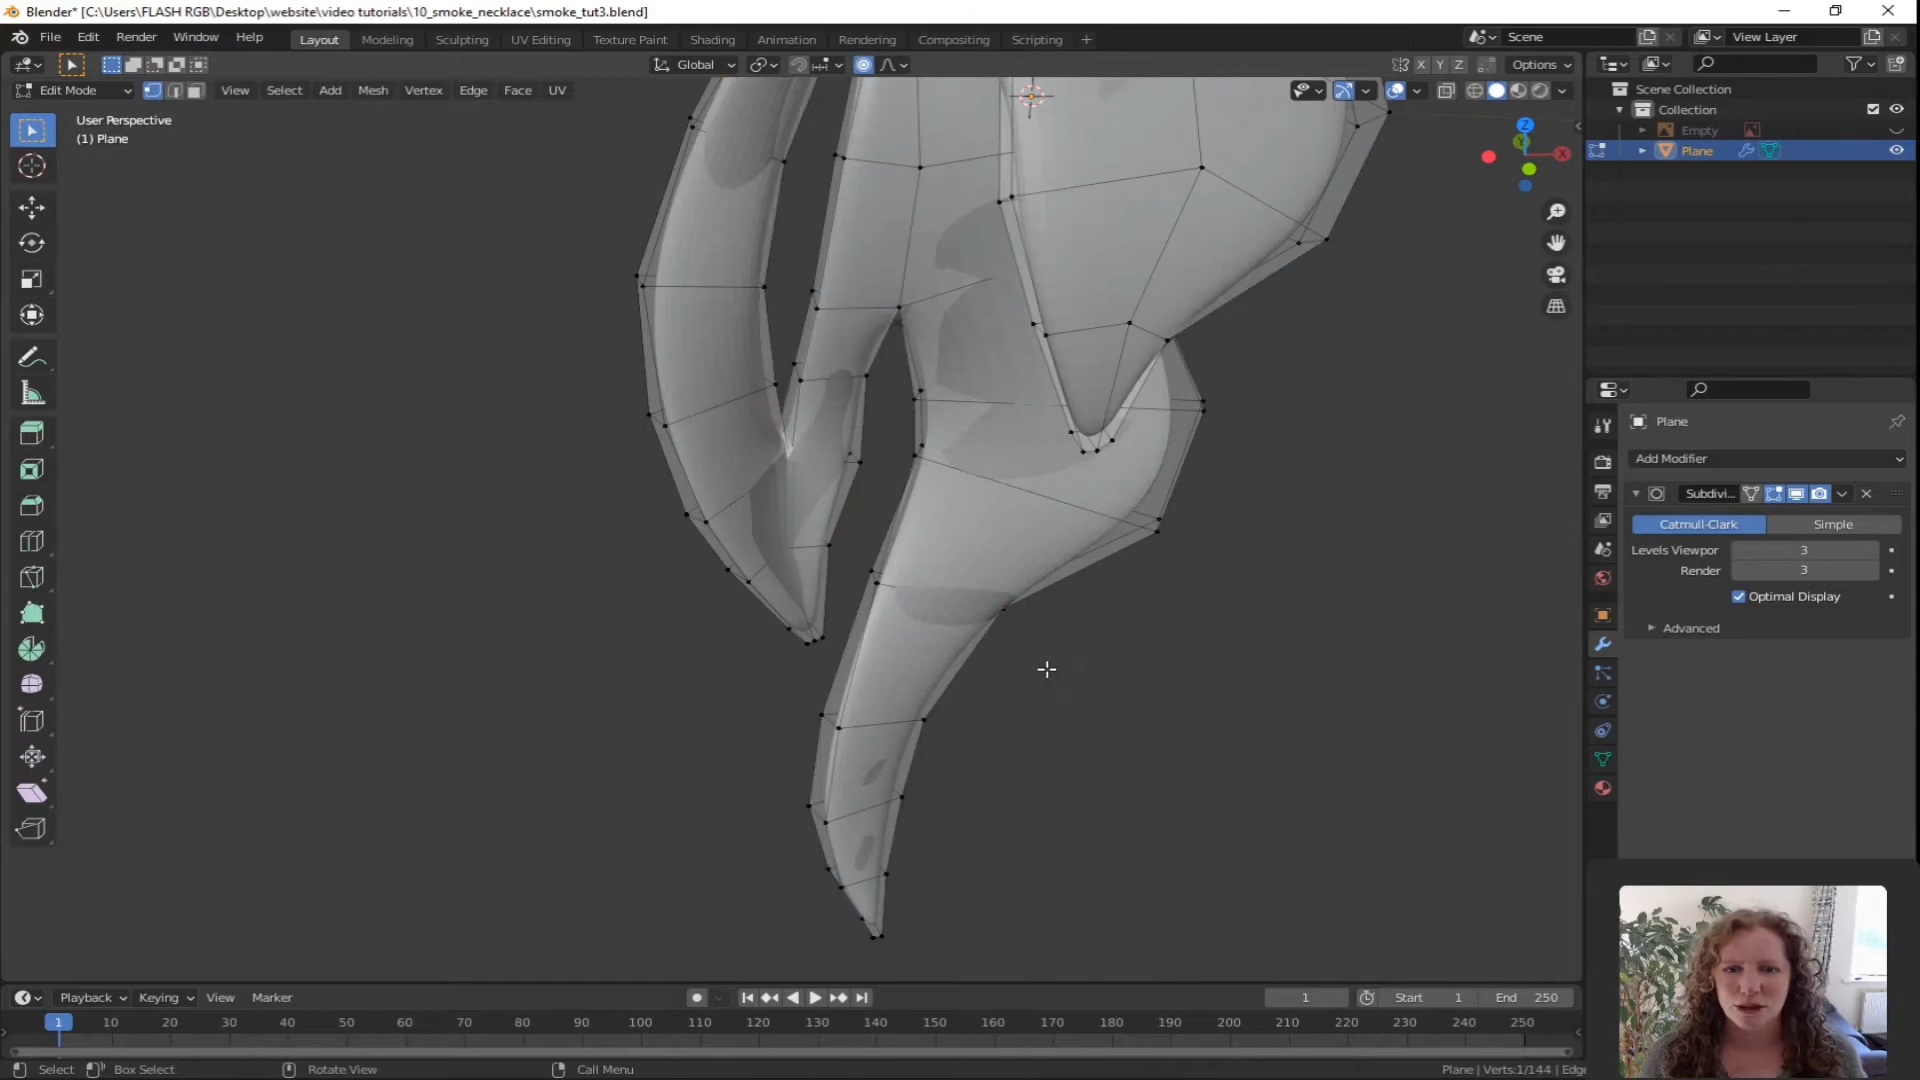 Blender* [C:\Users\FLASH RGB\Desktop\website\video tutorials\10_smoke_necklace\smoke_tut3.blend]
File Edit Render Window Help Layout Modeling Sculpting UV Editing Texture Paint Shading Animation Rendering Compositing Scripting + Scene View Layer
Global X Y Z Options
Edit Mode View Select Add Mesh Vertex Edge Face UV
User Perspective
(1) Plane
Z
Y
X
Scene Collection
Collection
Empty
Plane
Plane
Add Modifier
Subdivi...
Catmull-Clark Simple
Levels Viewpor 3
Render 3
Optimal Display
Advanced
Playback Keying View Marker 1 Start 1 End 250
1 10 20 30 40 50 60 70 80 90 100 110 120 130 140 150 160 170 180 190 200 210 220 230 240 250
Select Box Select Rotate View Call Menu Plane | Verts:1/144 | Edge